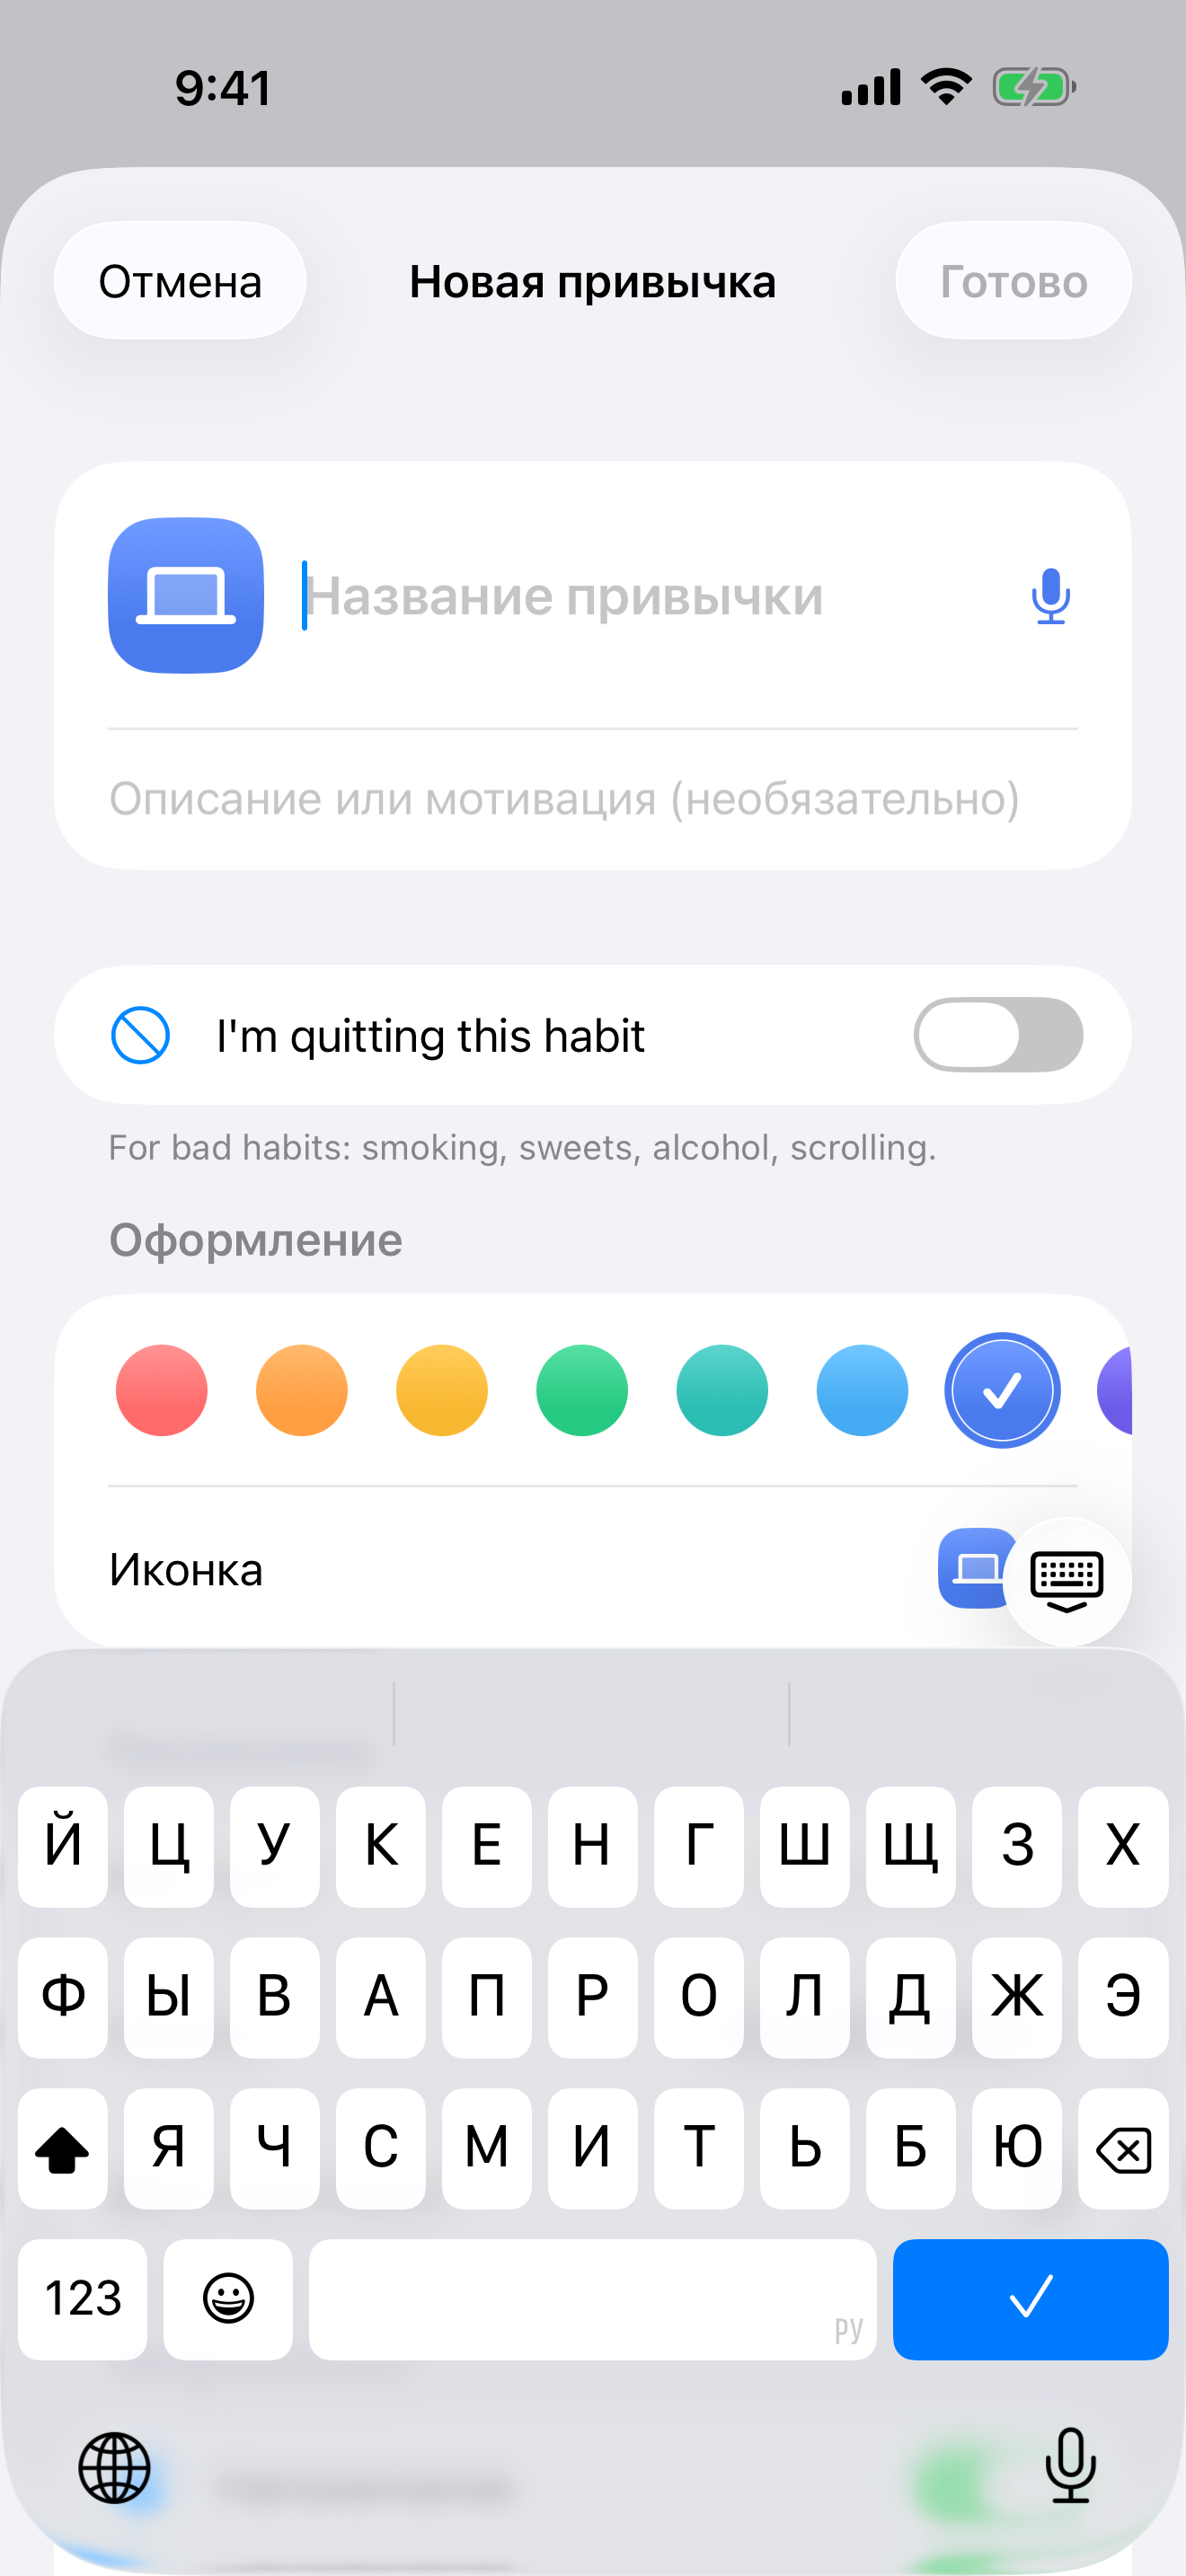 9:41
Отмена
Новая привычка
Готово
Название привычки
Описание или мотивация (необязательно)
I'm quitting this habit
For bad habits: smoking, sweets, alcohol, scrolling.
Оформление
Иконка
Й Ц У К Е Н Г Ш Щ З Х
Ф Ы В А П Р О Л Д Ж Э
Я Ч С М И Т Ь Б Ю
123
РУ